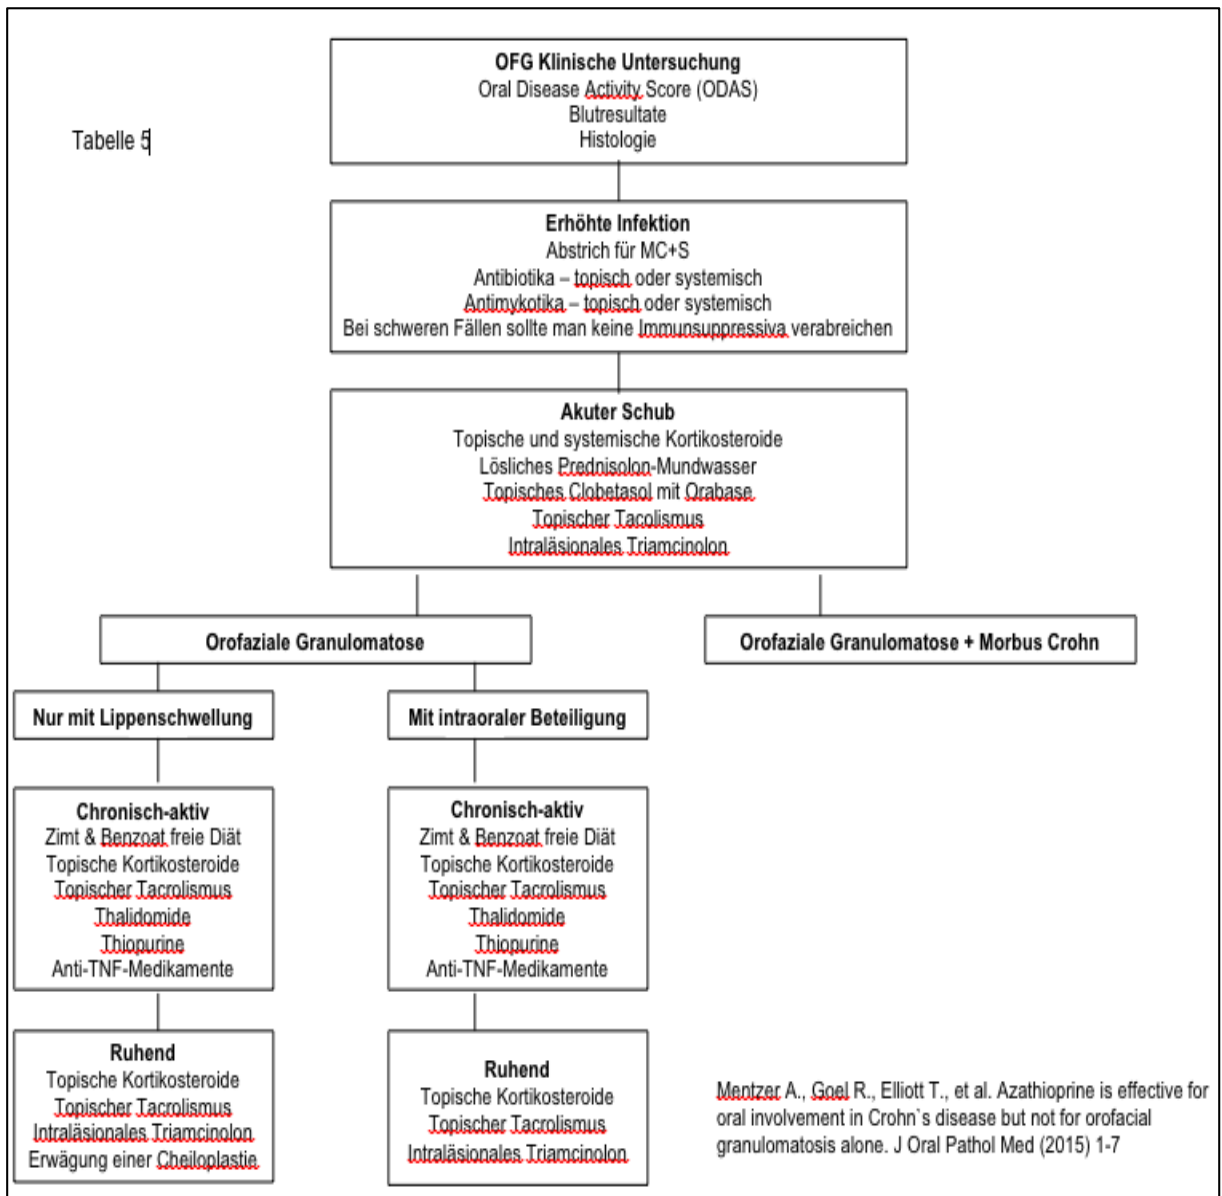 Tabelle 5
OFG Klinische Untersuchung
Oral Disease Activity Score (ODAS)
Blutresultate
Histologie
Erhöhte Infektion
Abstrich für MC+S
Antibiotika – topisch oder systemisch
Antimykotika – topisch oder systemisch
Bei schweren Fällen sollte man keine Immunsuppressiva verabreichen
Akuter Schub
Topische und systemische Kortikosteroide
Lösliches Prednisolon-Mundwasser
Topisches Clobetasol mit Orabase
Topischer Tacolismus
Intraläsionales Triamcinolon
Orofaziale Granulomatose
Orofaziale Granulomatose + Morbus Crohn
Nur mit Lippenschwellung
Mit intraoraler Beteiligung
Chronisch-aktiv
Zimt & Benzoat freie Diät
Topische Kortikosteroide
Topischer Tacrolismus
Thalidomide
Thiopurine
Anti-TNF-Medikamente
Chronisch-aktiv
Zimt & Benzoat freie Diät
Topische Kortikosteroide
Topischer Tacrolismus
Thalidomide
Thiopurine
Anti-TNF-Medikamente
Ruhend
Topische Kortikosteroide
Topischer Tacrolismus
Intraläsionales Triamcinolon
Erwägung einer Cheiloplastie
Ruhend
Topische Kortikosteroide
Topischer Tacrolismus
Intraläsionales Triamcinolon
Mentzer A., Goel R., Elliott T., et al. Azathioprine is effective for
oral involvement in Crohn`s disease but not for orofacial
granulomatosis alone. J Oral Pathol Med (2015) 1-7